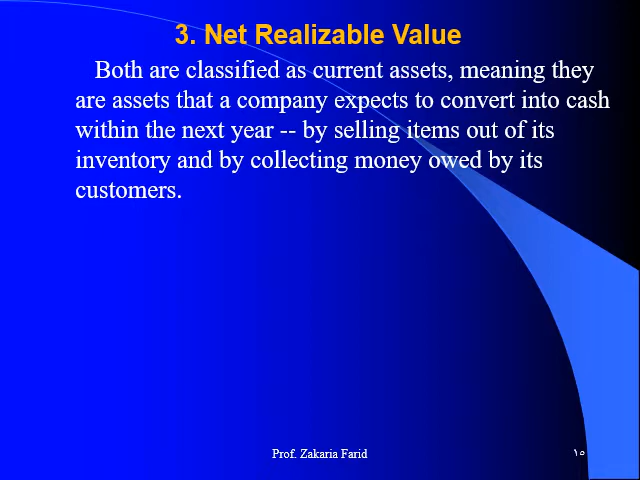 3. Net Realizable Value
Both are classified as current assets, meaning they
are assets that a company expects to convert into cash
within the next year -- by selling items out of its
inventory and by collecting money owed by its
customers.
Prof. Zakaria Farid
١٥